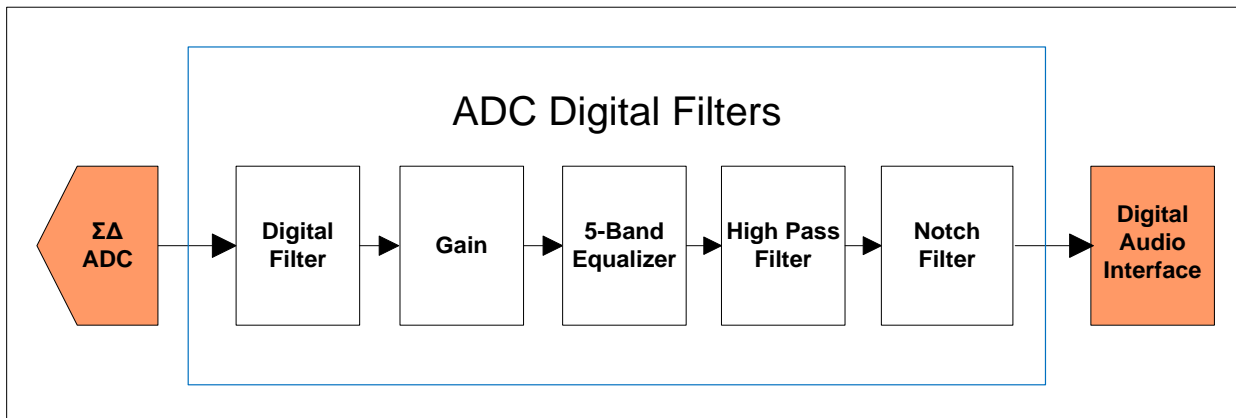 ADC Digital Filters
ΣΔ
ADC
Digital
Filter
Gain
5-Band
Equalizer
High Pass
Filter
Notch
Filter
Digital
Audio
Interface